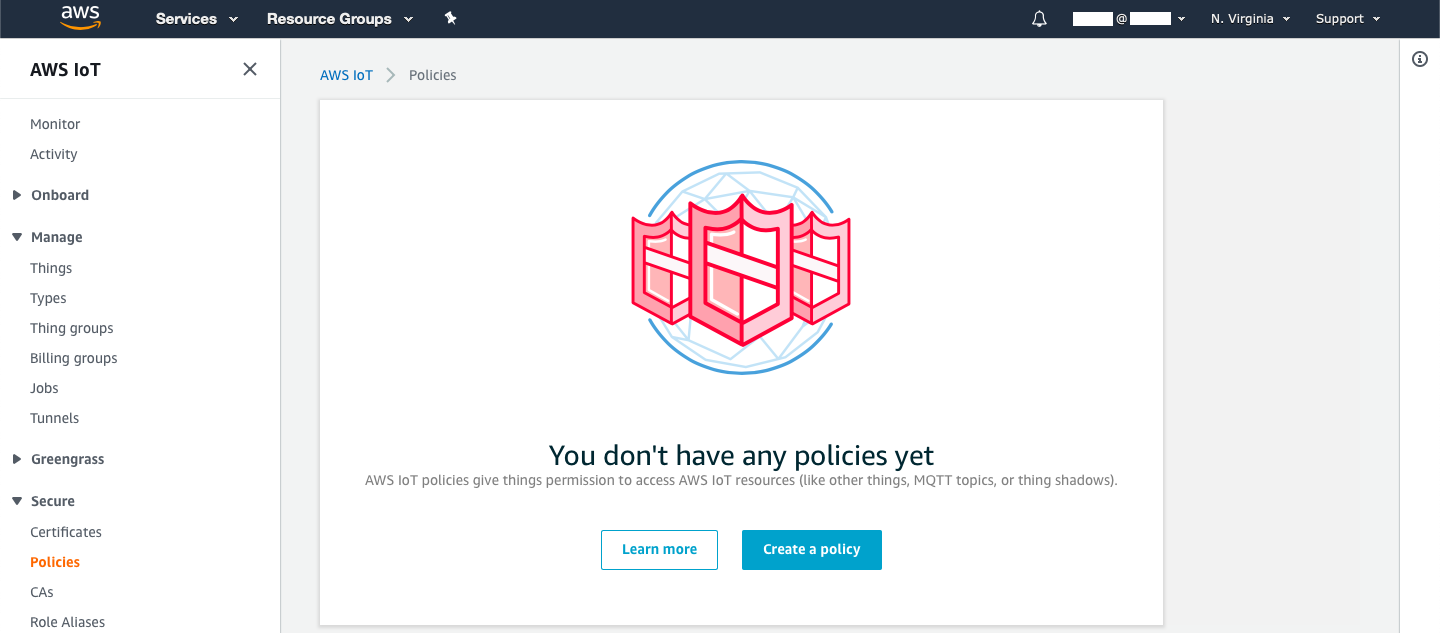 aws Services Resource Groups @ N. Virginia Support
AWS IoT
Monitor
Activity
Onboard
Manage
Things
Types
Thing groups
Billing groups
Jobs
Tunnels
Greengrass
Secure
Certificates
Policies
CAs
Role Aliases
AWS IoT Policies
You don't have any policies yet
AWS IoT policies give things permission to access AWS IoT resources (like other things, MQTT topics, or thing shadows).
Learn more Create a policy